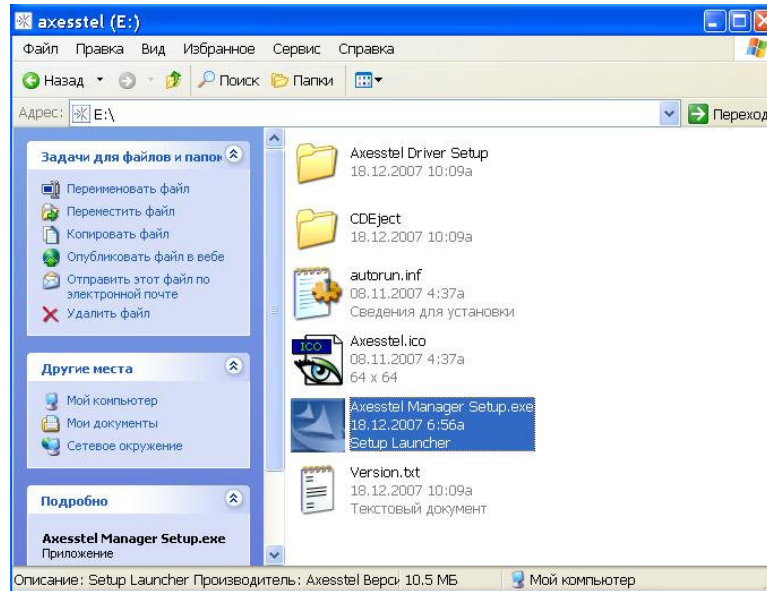 axesstel (E:)
Файл Правка Вид Избранное Сервис Справка
Назад Поиск Папки
Адрес: E:\ Переход
Задачи для файлов и папок
Переименовать файл
Переместить файл
Копировать файл
Опубликовать файл в вебе
Отправить этот файл по
электронной почте
Удалить файл
Другие места
Мой компьютер
Мои документы
Сетевое окружение
Подробно
Axesstel Manager Setup.exe
Приложение
Axesstel Driver Setup
18.12.2007 10:09a
CDEject
18.12.2007 10:09a
autorun.inf
08.11.2007 4:37a
Сведения для установки
ICO
Axesstel.ico
08.11.2007 4:37a
64 x 64
Axesstel Manager Setup.exe
18.12.2007 6:56a
Setup Launcher
Version.txt
18.12.2007 10:09a
Текстовый документ
Описание: Setup Launcher Производитель: Axesstel Верси 10.5 МБ Мой компьютер